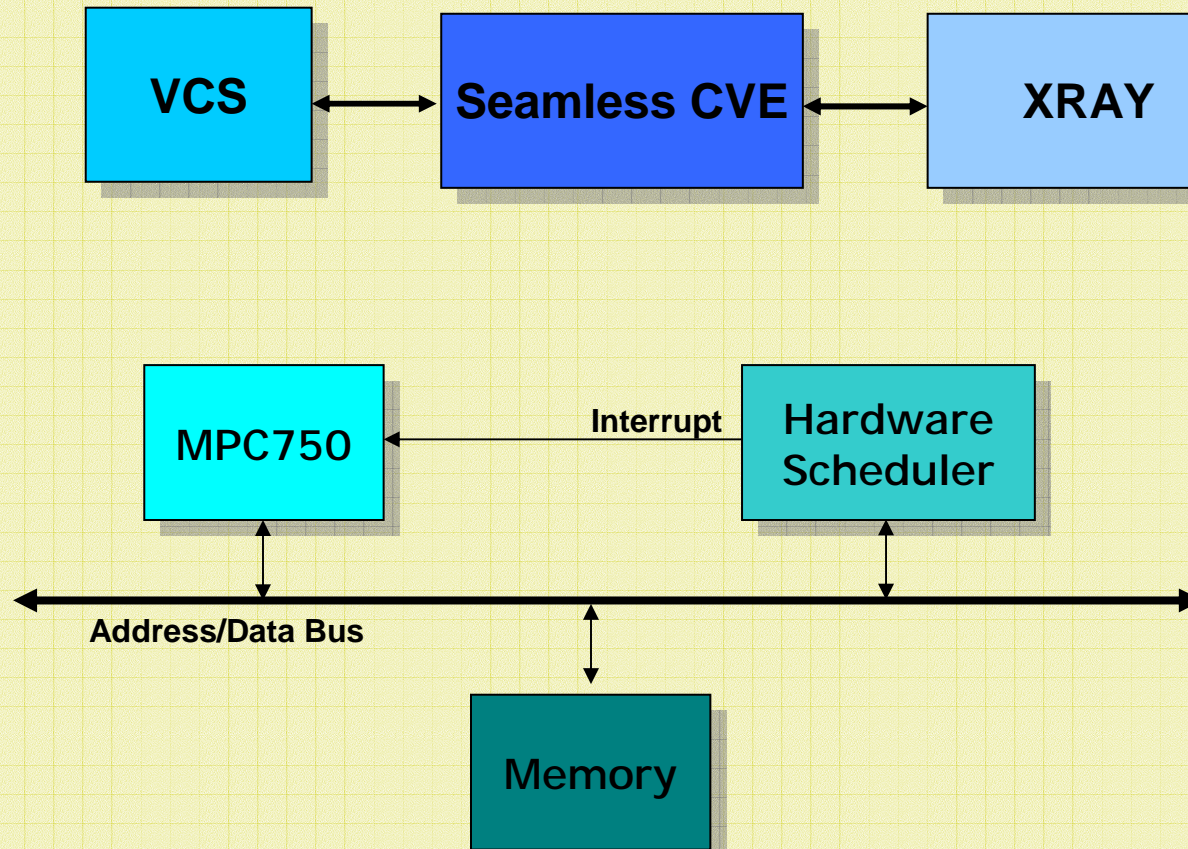 VCS
Seamless CVE
XRAY
MPC750
Interrupt
Hardware
Scheduler
Address/Data Bus
Memory